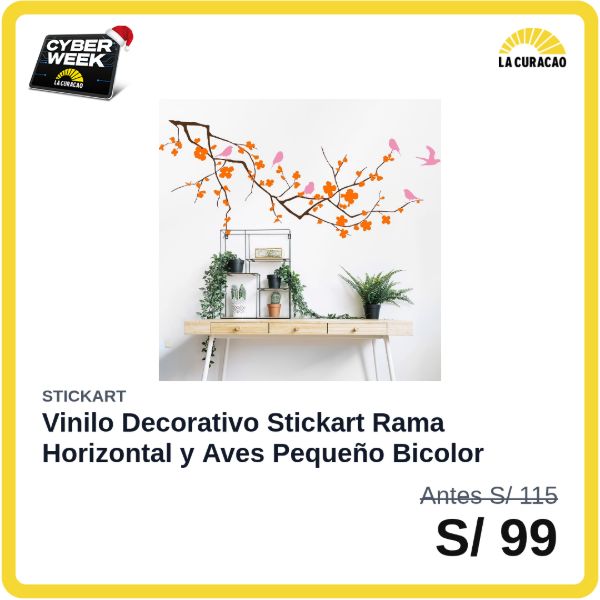 CYBER
WEEK
LA CURACAO
LA CURACAO
STICKART
Vinilo Decorativo Stickart Rama
Horizontal y Aves Pequeño Bicolor
Antes S/ 115
S/ 99